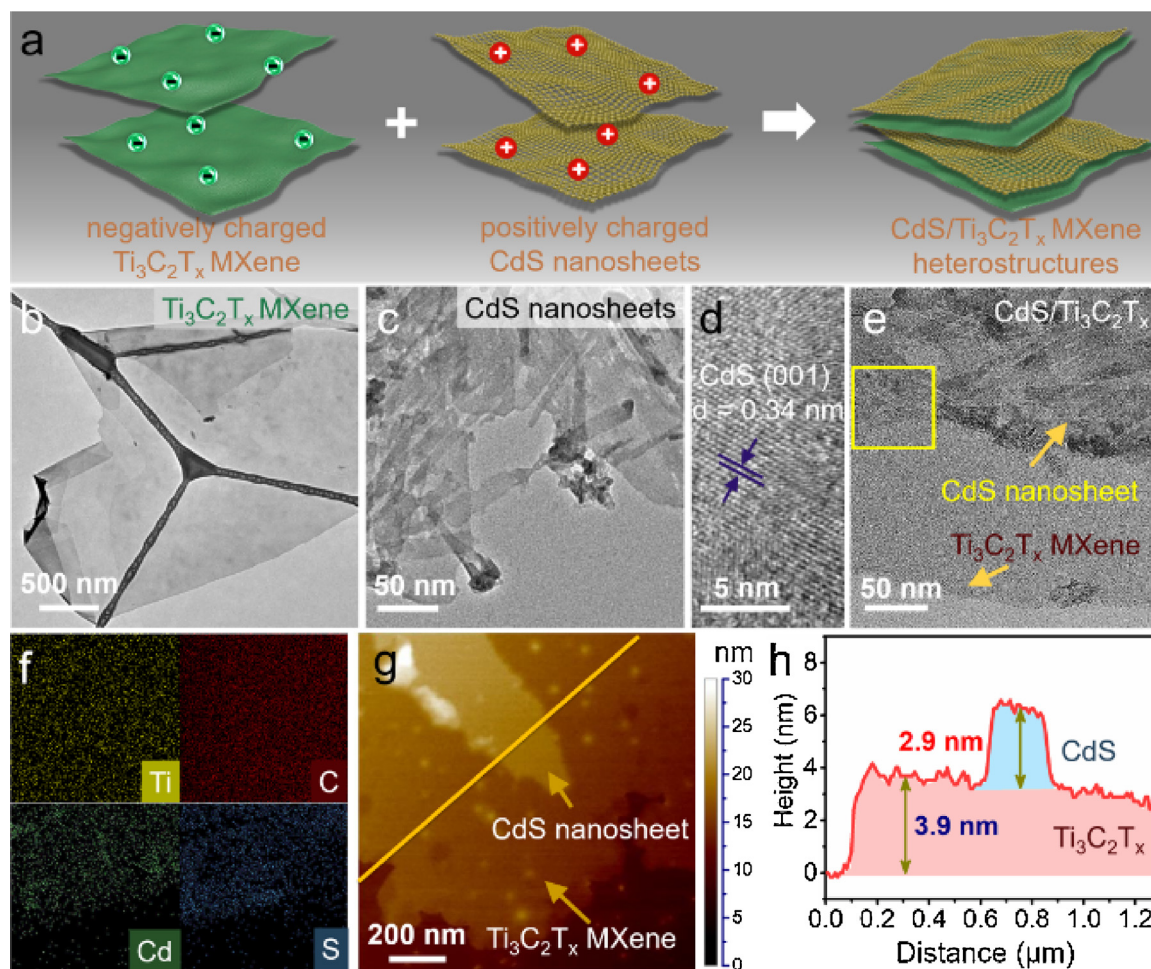 a
negatively charged
Ti₃C₂Tₓ MXene
+
positively charged
CdS nanosheets
CdS/Ti₃C₂Tₓ MXene
heterostructures
b
Ti₃C₂Tₓ MXene
500 nm
c
CdS nanosheets
50 nm
d
CdS (001)
d = 0.34 nm
5 nm
e
CdS/Ti₃C₂Tₓ
CdS nanosheet
Ti₃C₂Tₓ MXene
50 nm
f
Ti
C
Cd
S
g
CdS nanosheet
Ti₃C₂Tₓ MXene
200 nm
nm
30
25
20
15
10
5
0
h
Height (nm)
8
6
4
2
0
2.9 nm
CdS
3.9 nm
Ti₃C₂Tₓ
0.0 0.2 0.4 0.6 0.8 1.0 1.2
Distance (μm)